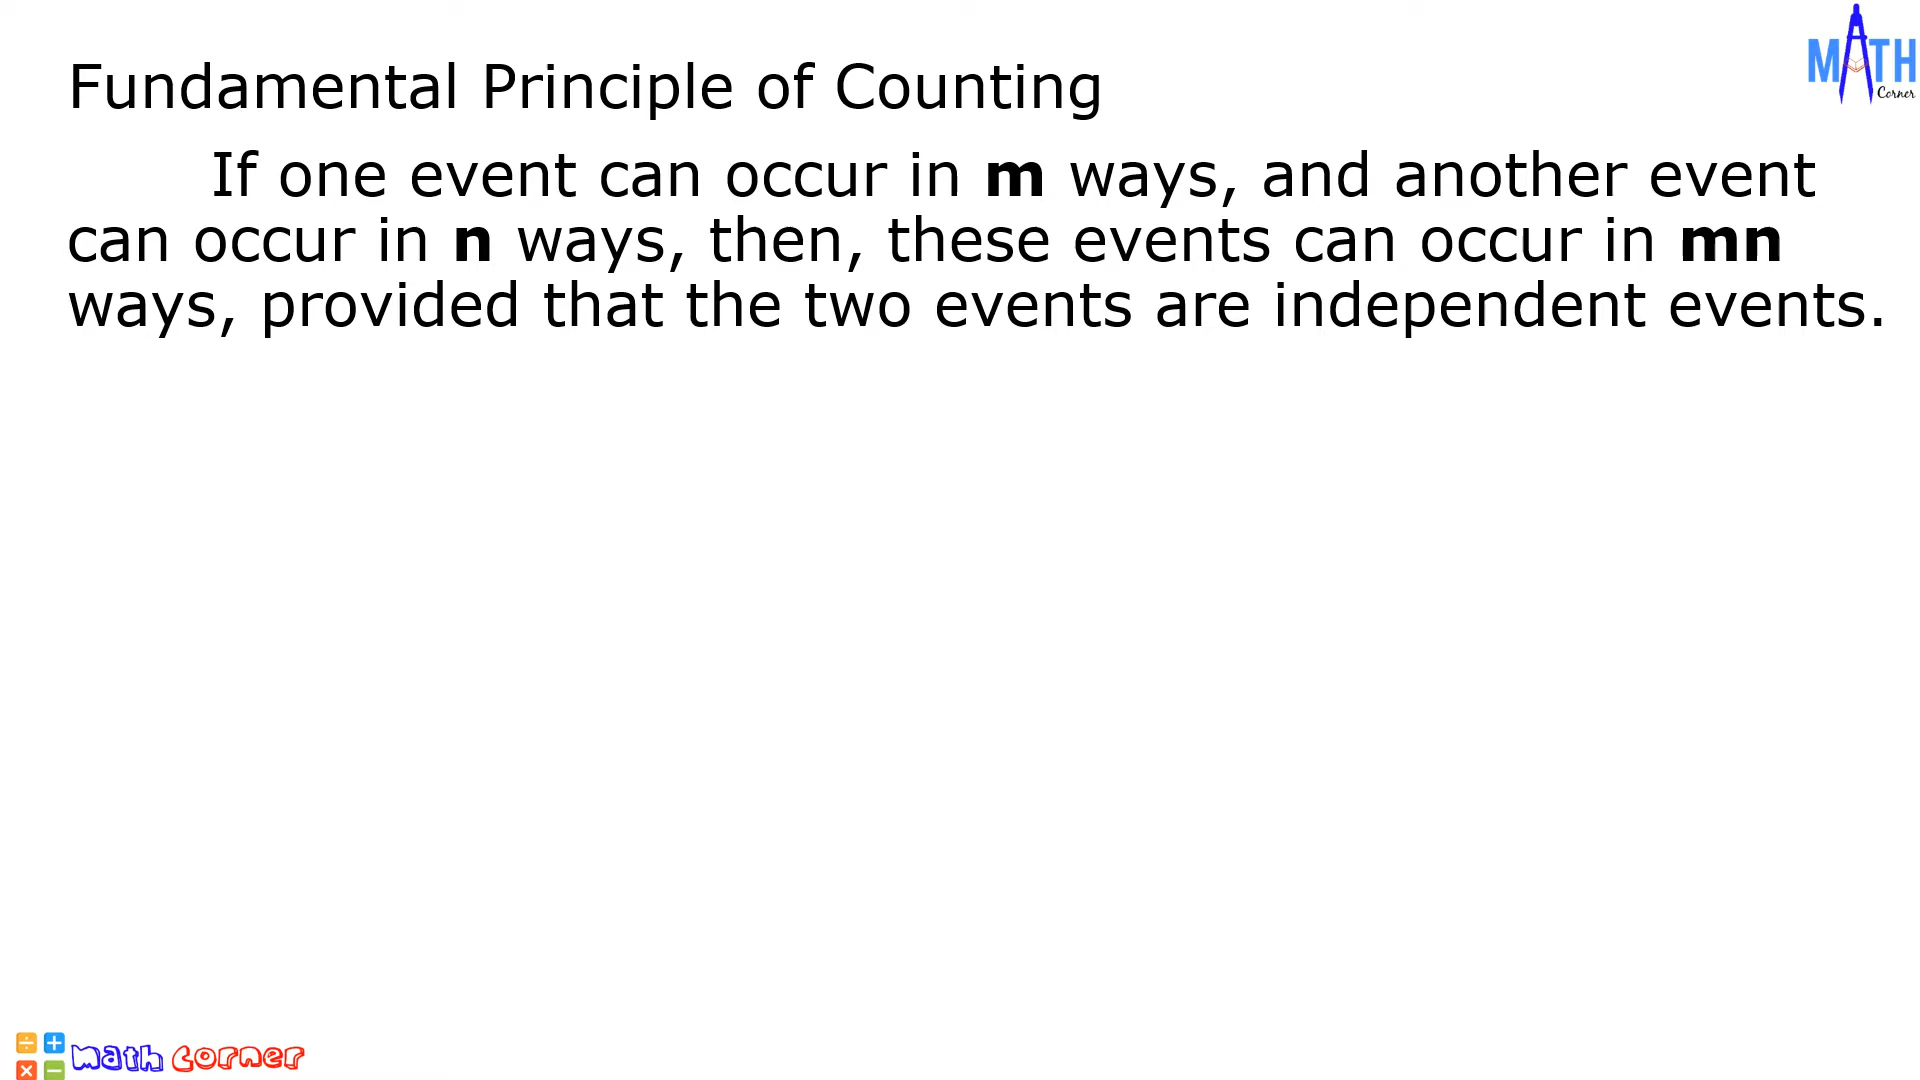 MATH
Corner
Fundamental Principle of Counting
If one event can occur in m ways, and another event
can occur in n ways, then, these events can occur in mn
ways, provided that the two events are independent events.
÷ +
× −
math corner